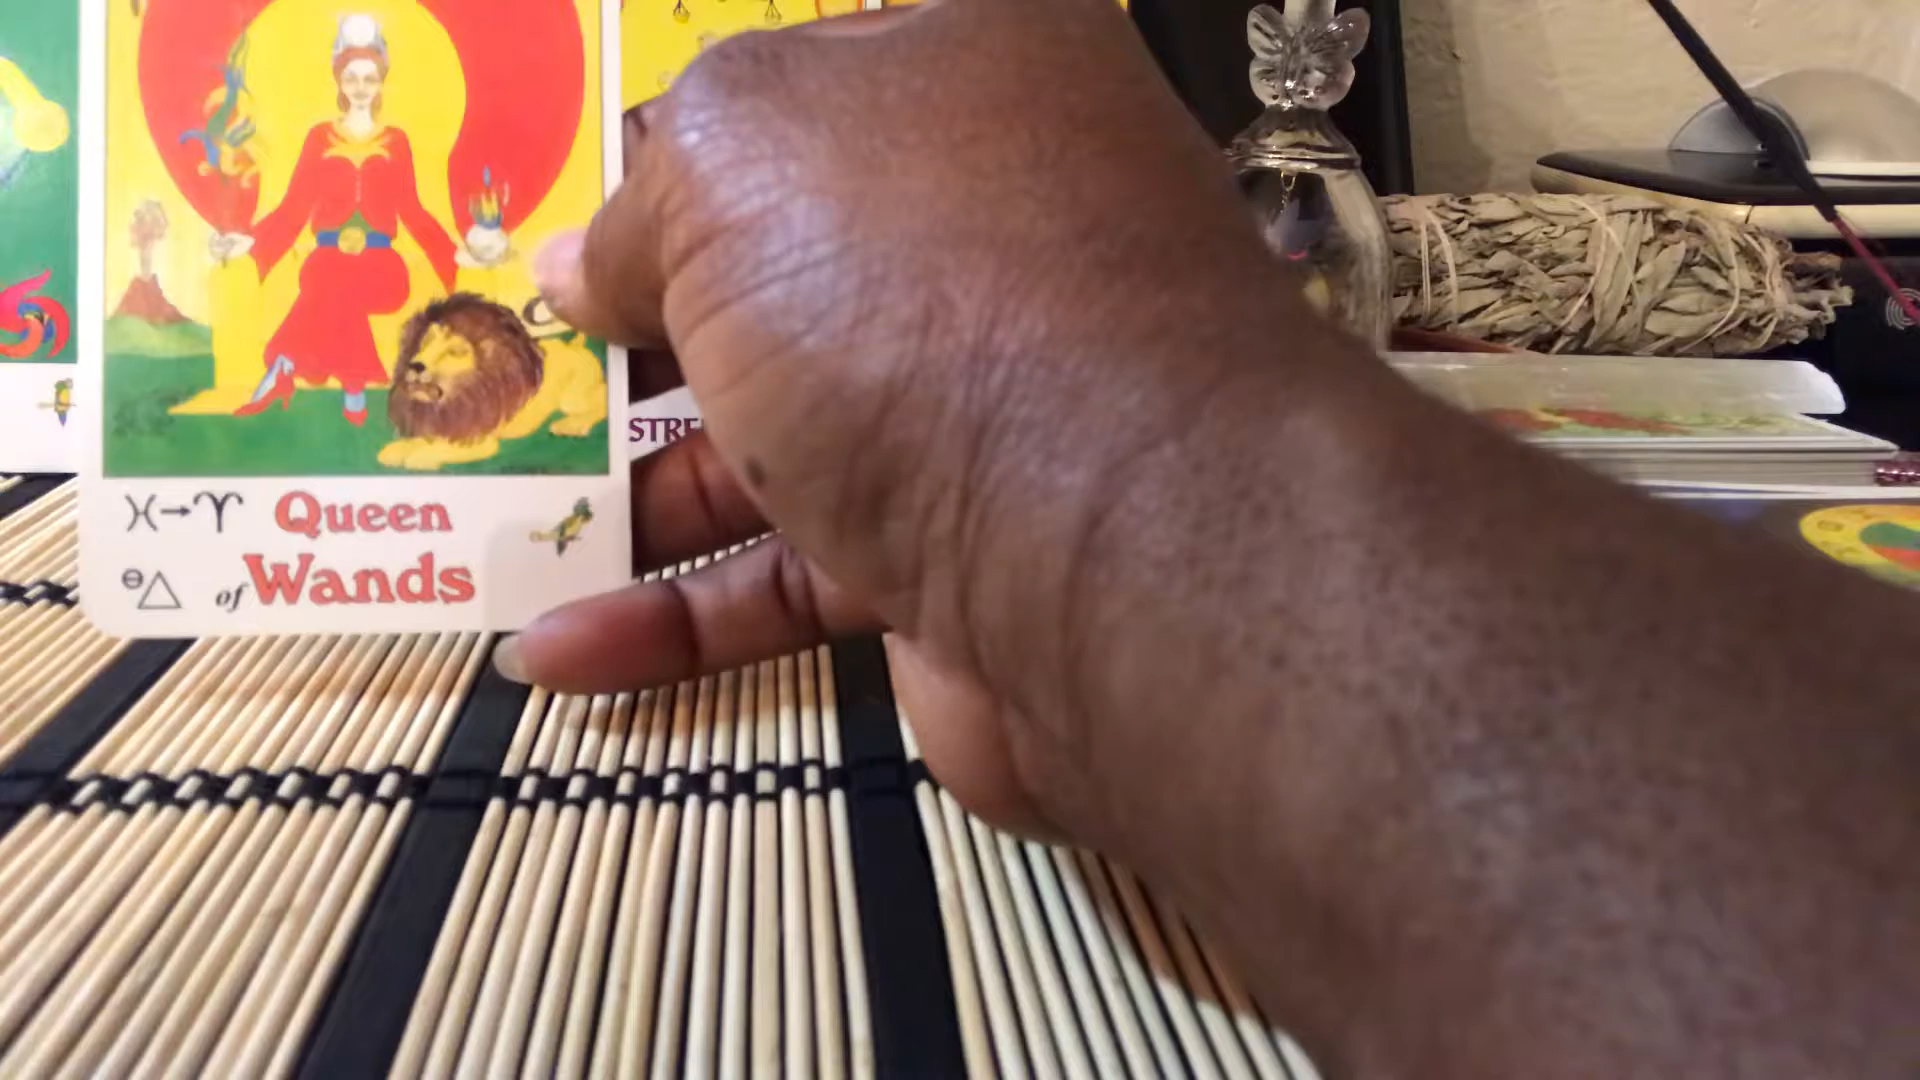 STRE
♓→♈ Queen
of Wands